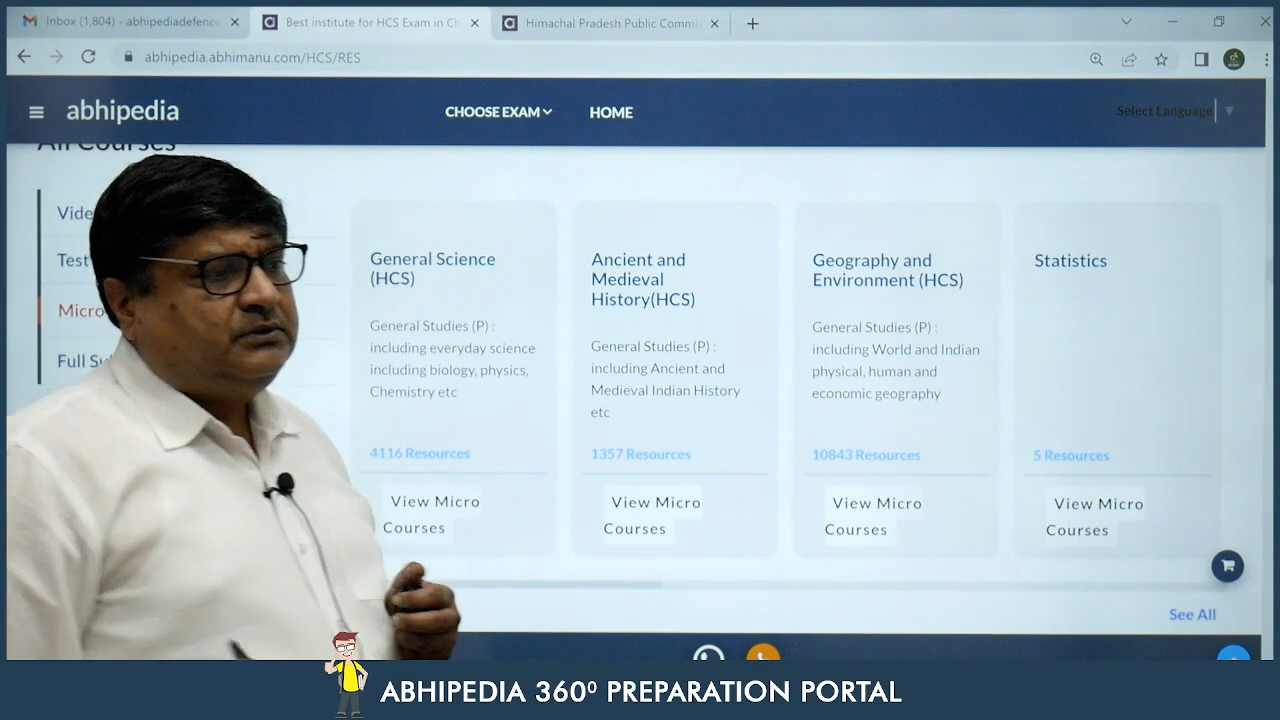 Inbox (1,804) - abhipediadefence
Best institute for HCS Exam in Ch
Himachal Pradesh Public Commi
abhipedia.abhimanu.com/HCS/RES
abhipedia
CHOOSE EXAM
HOME
Select Language
All Courses
Vide
Test
Micro
Full Su
General Science
(HCS)
General Studies (P) :
including everyday science
including biology, physics,
Chemistry etc
4116 Resources
View Micro
Courses
Ancient and
Medieval
History(HCS)
General Studies (P) :
including Ancient and
Medieval Indian History
etc
1357 Resources
View Micro
Courses
Geography and
Environment (HCS)
General Studies (P) :
including World and Indian
physical, human and
economic geography
10843 Resources
View Micro
Courses
Statistics
5 Resources
View Micro
Courses
See All
ABHIPEDIA 360⁰ PREPARATION PORTAL